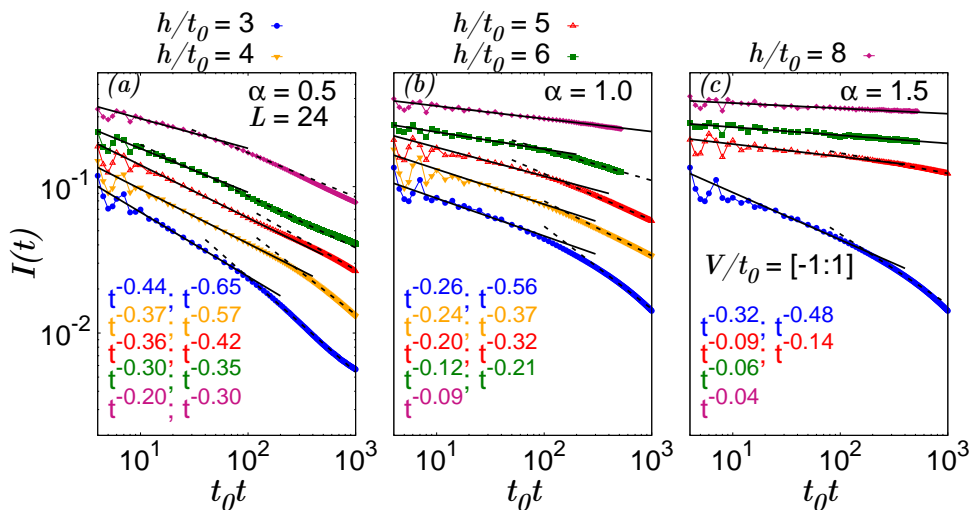 h/t₀ = 3
h/t₀ = 4
h/t₀ = 5
h/t₀ = 6
h/t₀ = 8
(a)
α = 0.5
L = 24
t^-0.44; t^-0.65
t^-0.37; t^-0.57
t^-0.36; t^-0.42
t^-0.30; t^-0.35
t^-0.20; t^-0.30
(b)
α = 1.0
t^-0.26; t^-0.56
t^-0.24; t^-0.37
t^-0.20; t^-0.32
t^-0.12; t^-0.21
t^-0.09
(c)
α = 1.5
V/t₀ = [-1:1]
t^-0.32; t^-0.48
t^-0.09; t^-0.14
t^-0.06
t^-0.04
I(t)
10^-1
10^-2
10^1 10^2 10^3
10^1 10^2 10^3
10^1 10^2 10^3
t₀t
t₀t
t₀t